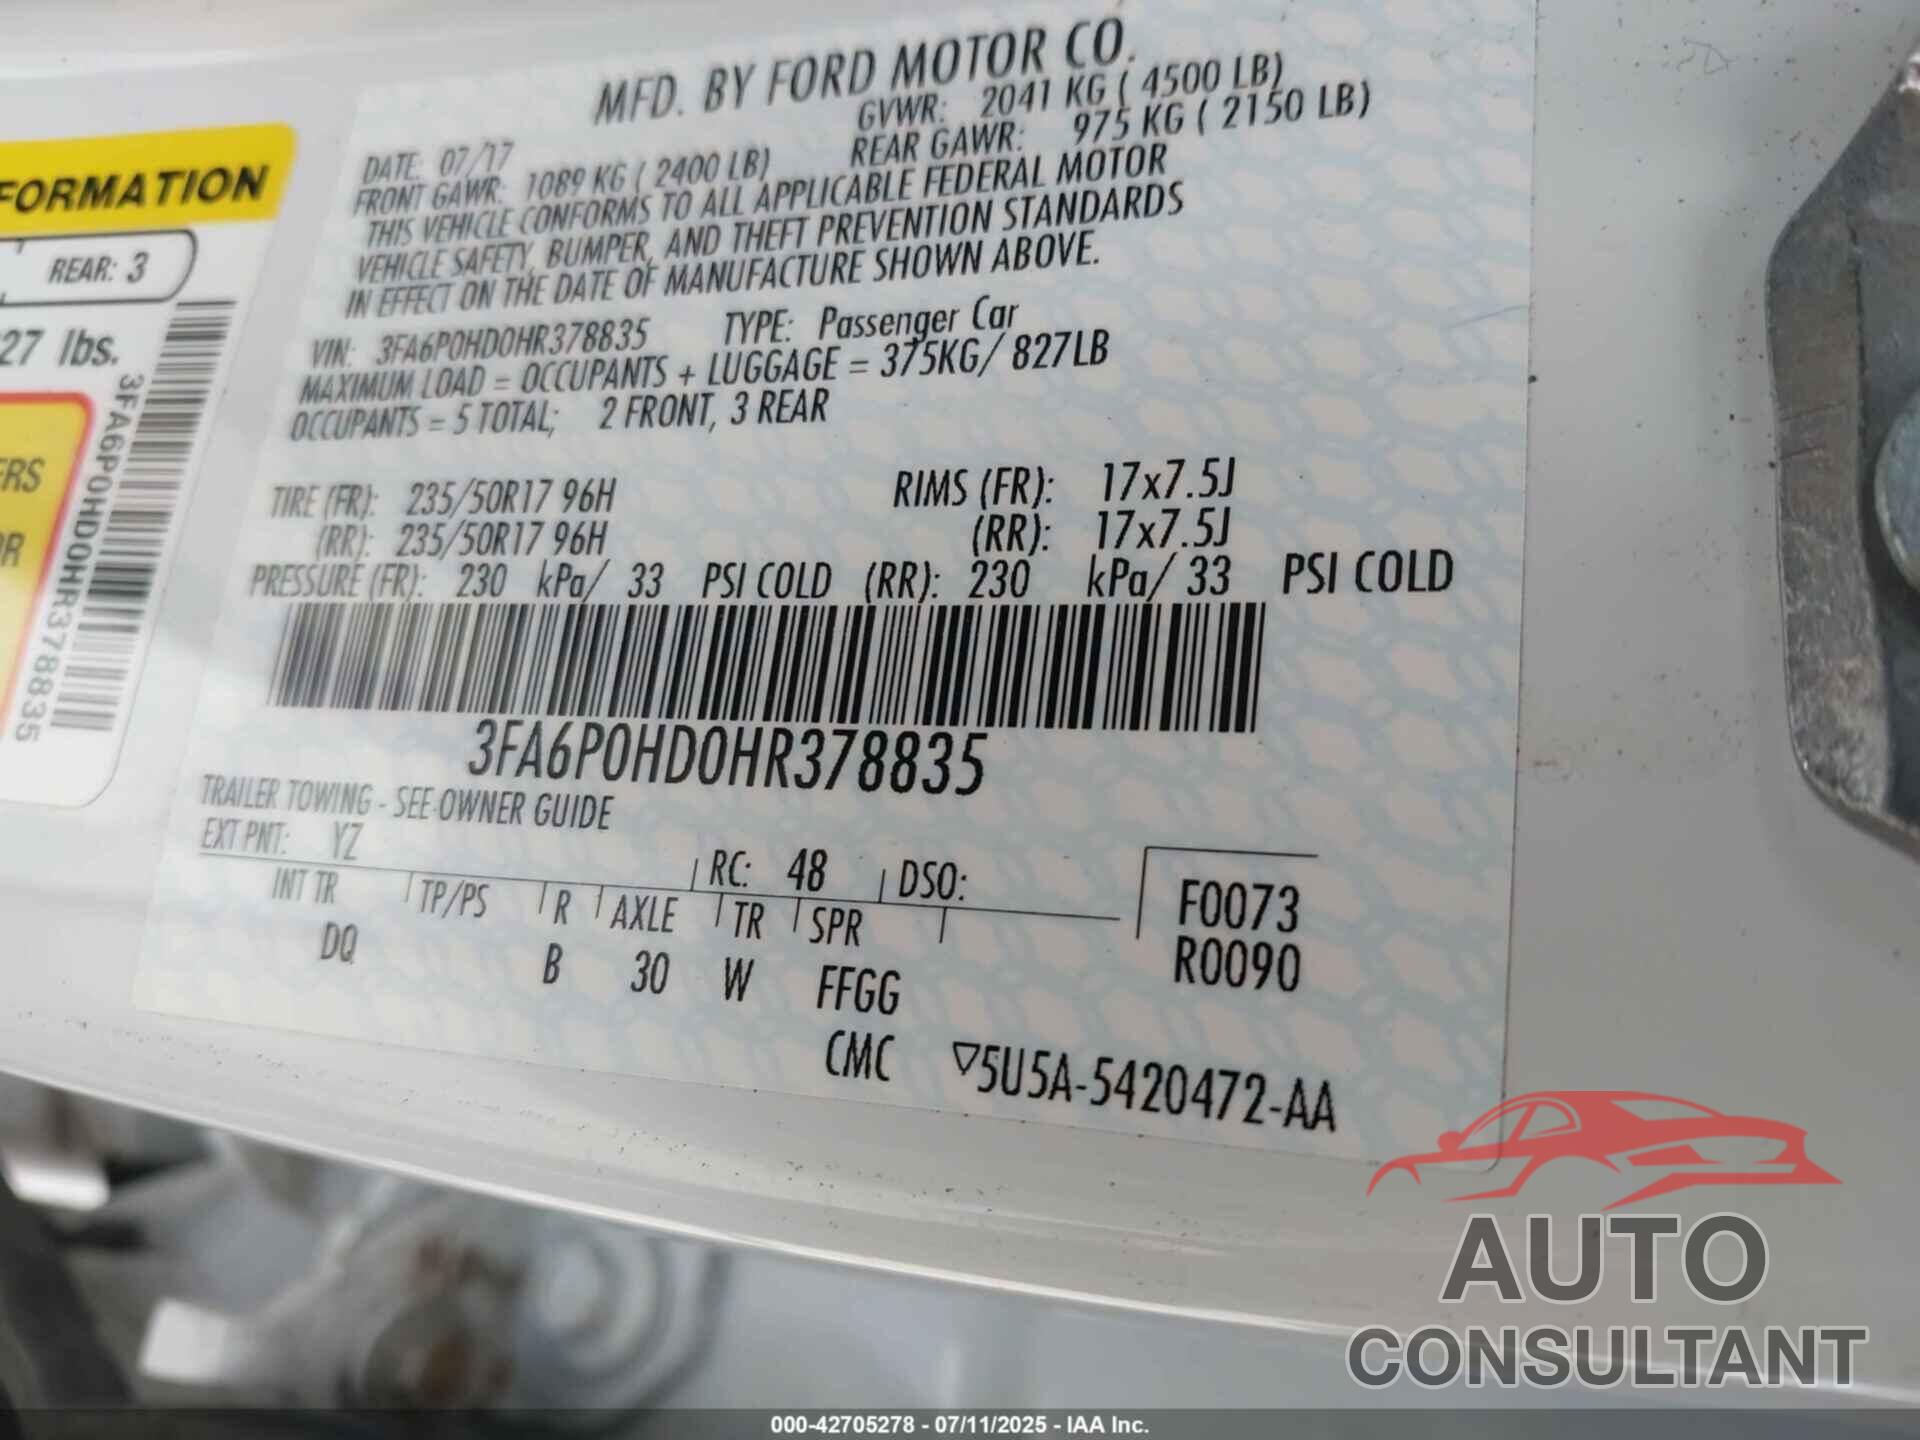 MFD. BY FORD MOTOR CO.
DATE: 07/17 GVWR: 2041 KG ( 4500 LB)
FRONT GAWR: 1089 KG ( 2400 LB) REAR GAWR: 975 KG ( 2150 LB)
THIS VEHICLE CONFORMS TO ALL APPLICABLE FEDERAL MOTOR
VEHICLE SAFETY, BUMPER, AND THEFT PREVENTION STANDARDS
IN EFFECT ON THE DATE OF MANUFACTURE SHOWN ABOVE.
VIN: 3FA6P0HD0HR378835 TYPE: Passenger Car
MAXIMUM LOAD = OCCUPANTS + LUGGAGE = 375KG/ 827LB
OCCUPANTS = 5 TOTAL; 2 FRONT, 3 REAR
TIRE (FR): 235/50R17 96H RIMS (FR): 17x7.5J
(RR): 235/50R17 96H (RR): 17x7.5J
PRESSURE (FR): 230 kPa/ 33 PSI COLD (RR): 230 kPa/ 33 PSI COLD
3FA6P0HD0HR378835
TRAILER TOWING - SEE OWNER GUIDE
EXT PNT: YZ RC: 48 DSO:
INT TR TP/PS R AXLE TR SPR F0073
DQ B 30 W FFGG R0090
CMC ▽5U5A-5420472-AA
FORMATION
REAR: 3
27 lbs.
3FA6P0HD0HR378835
ERS
OR
AUTO
CONSULTANT
000-42705278 - 07/11/2025 - IAA Inc.